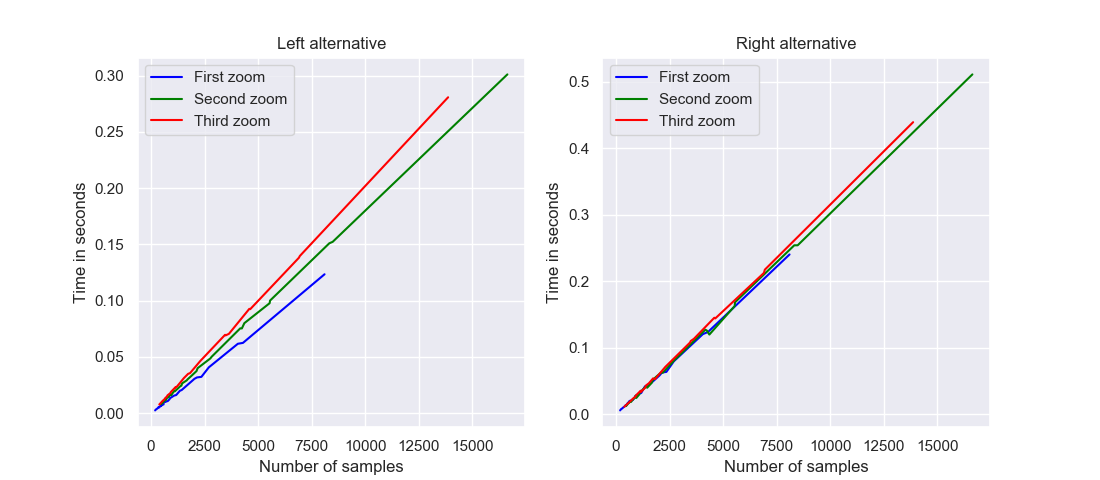 Left alternative
First zoom
Second zoom
Third zoom
Time in seconds
0.30
0.25
0.20
0.15
0.10
0.05
0.00
0 2500 5000 7500 10000 12500 15000
Number of samples
Right alternative
First zoom
Second zoom
Third zoom
Time in seconds
0.5
0.4
0.3
0.2
0.1
0.0
0 2500 5000 7500 10000 12500 15000
Number of samples